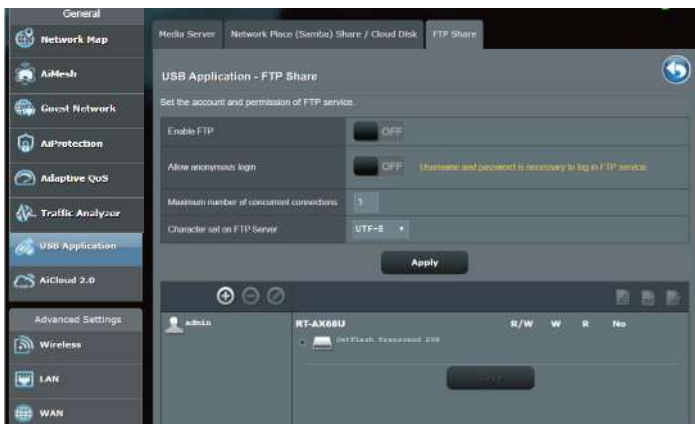 General
Network Map
AiMesh
Guest Network
AiProtection
Adaptive QoS
Traffic Analyzer
USB Application
AiCloud 2.0
Advanced Settings
Wireless
LAN
WAN
Media Server Network Place (Samba) Share / Cloud Disk FTP Share
USB Application - FTP Share
Set the account and permission of FTP service.
Enable FTP OFF
Allow anonymous login OFF Username and password is necessary to log in FTP service.
Maximum number of concurrent connections 5
Character set on FTP Server UTF-8
Apply
admin RT-AX68U R/W W R No
JetFlash Transcend